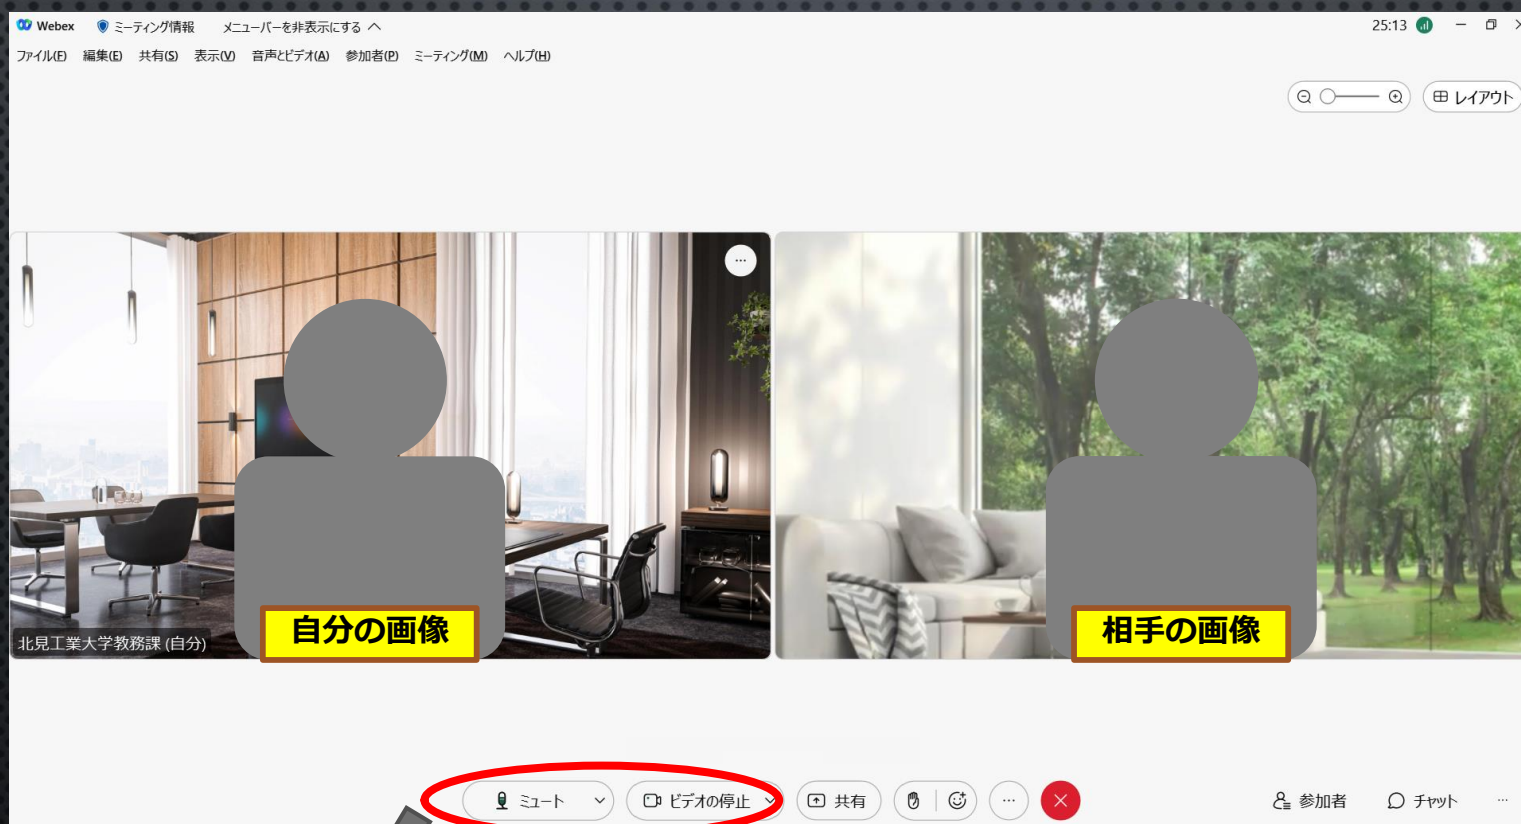 Webex ミーティング情報 メニューバーを非表示にする
25:13
ファイル(F) 編集(E) 共有(S) 表示(V) 音声とビデオ(A) 参加者(P) ミーティング(M) ヘルプ(H)
レイアウト
北見工業大学教務課 (自分)
自分の画像
相手の画像
ミュート ビデオの停止 共有 参加者 チャット